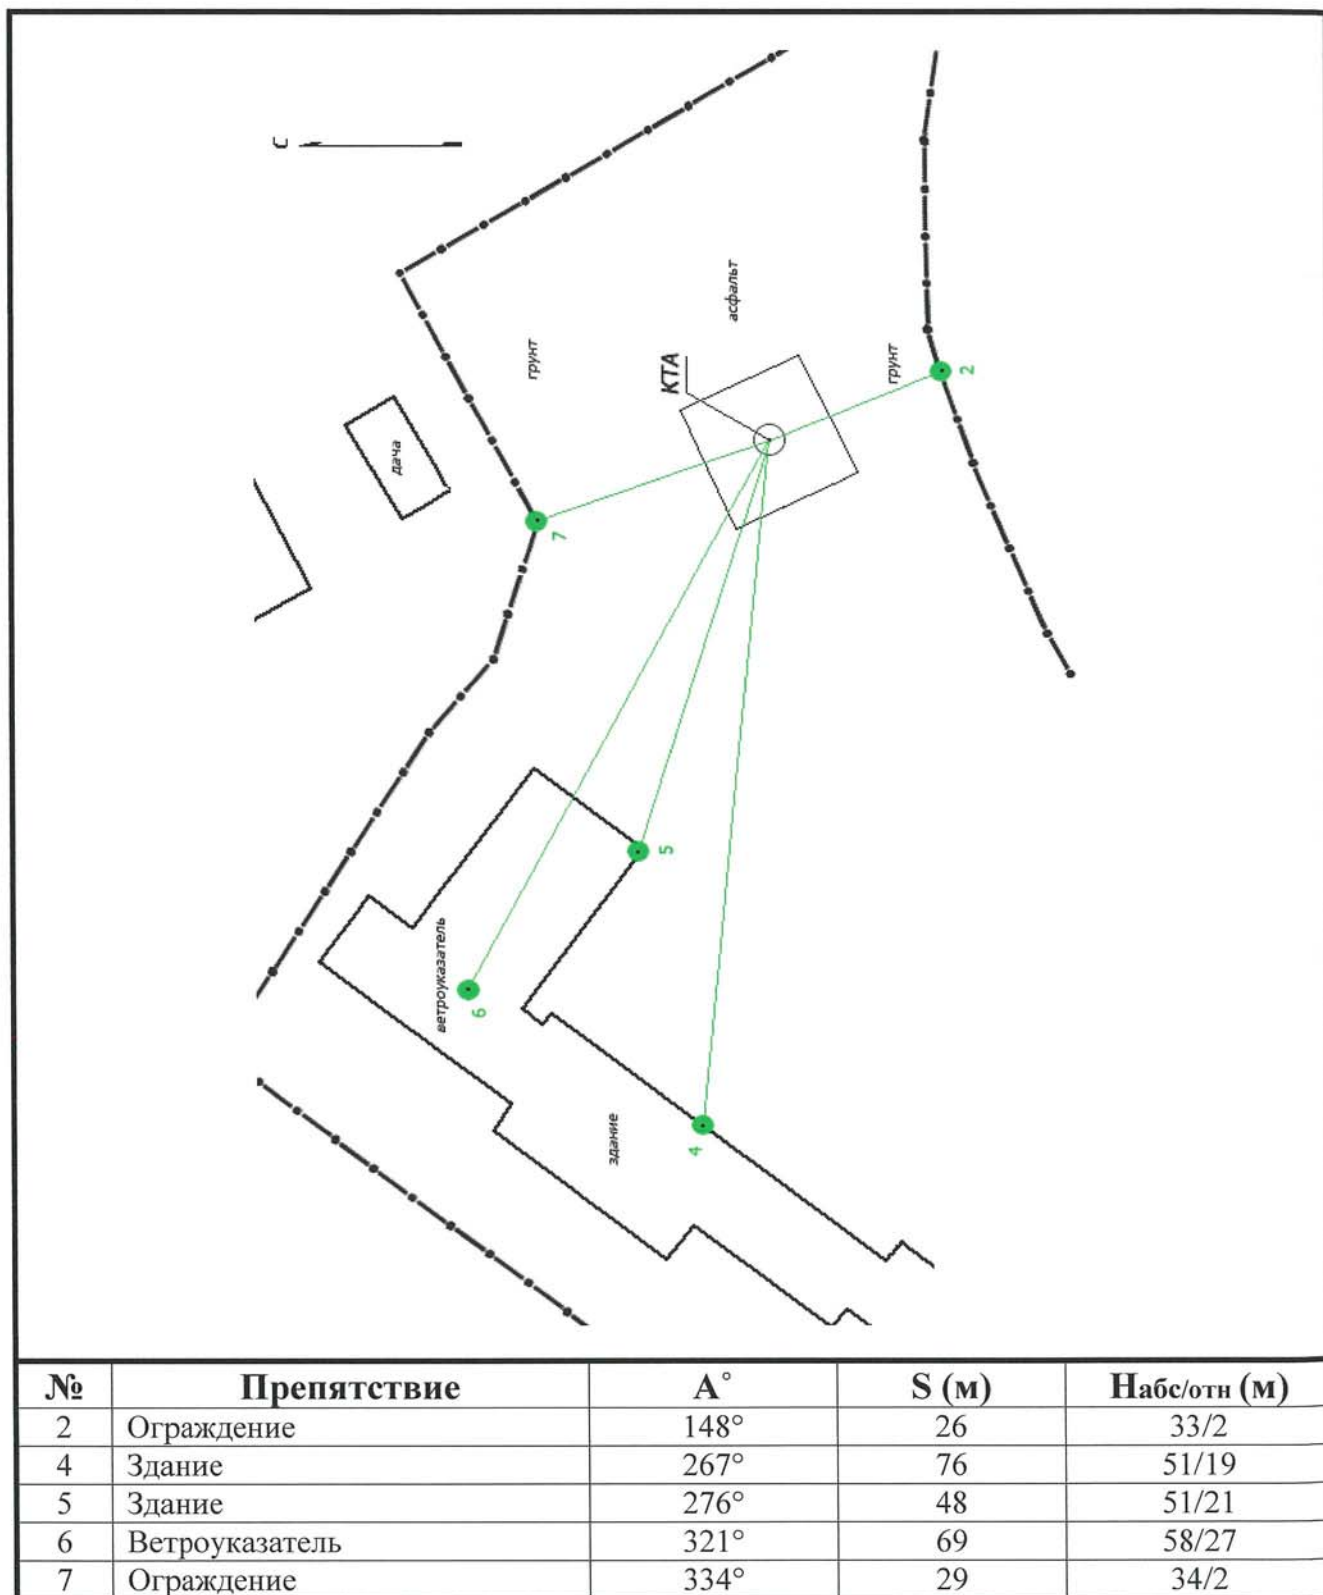 С
асфальт
грунт
грунт
КТА
2
дача
7
5
ветроуказатель
6
4
здание
№ Препятствие А° S (м) Набс/отн (м)
2 Ограждение 148° 26 33/2
4 Здание 267° 76 51/19
5 Здание 276° 48 51/21
6 Ветроуказатель 321° 69 58/27
7 Ограждение 334° 29 34/2